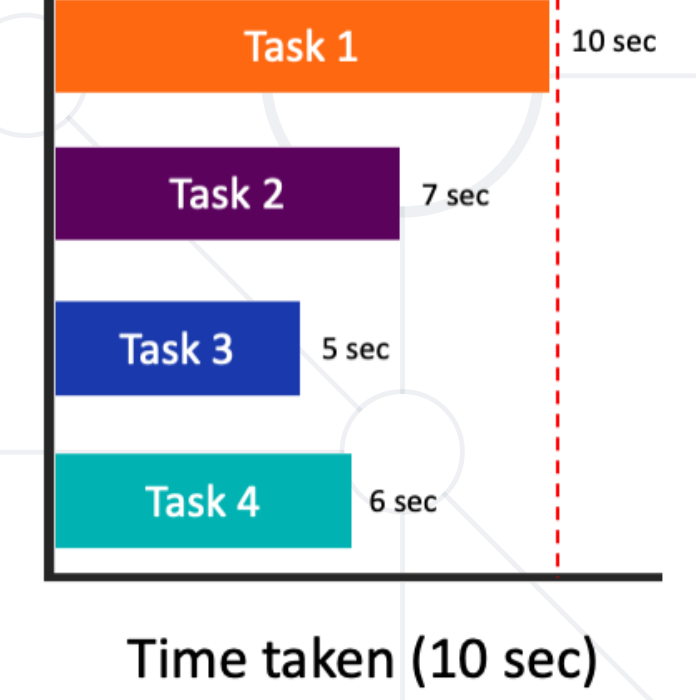 Task 1
10 sec
Task 2
7 sec
Task 3
5 sec
Task 4
6 sec
Time taken (10 sec)